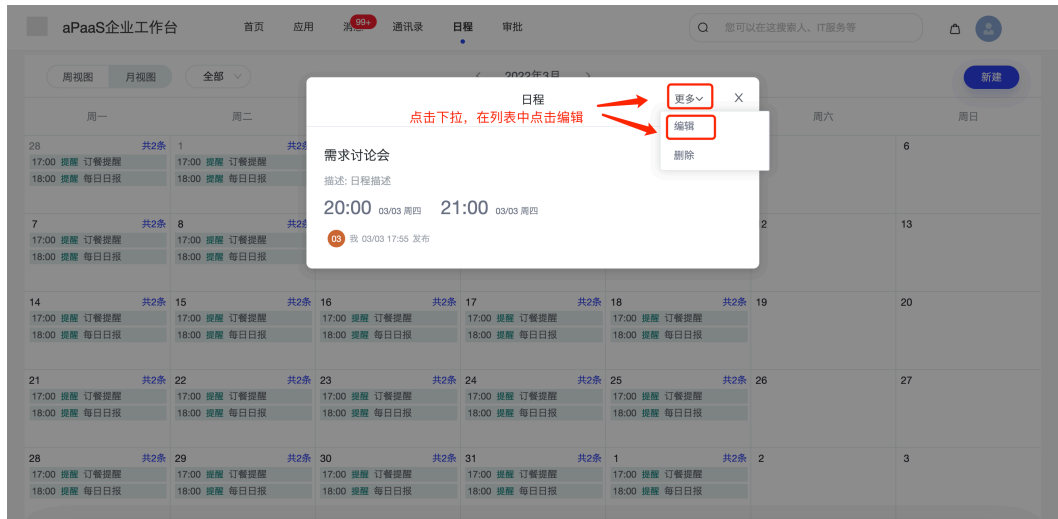 aPaaS企业工作台 首页 应用 消息 99+ 通讯录 日程 审批 您可以在这搜索人、IT服务等
周视图 月视图 全部 2022年3月 新建
日程 更多 X
点击下拉，在列表中点击编辑
编辑
删除
需求讨论会
描述: 日程描述
20:00 03/03 周四 21:00 03/03 周四
03 我 03/03 17:55 发布
周一 周二 周六 周日
28 共2条 1 共2条 6
17:00 提醒 订餐提醒 17:00 提醒 订餐提醒
18:00 提醒 每日日报 18:00 提醒 每日日报
7 共2条 8 共2条 2 13
17:00 提醒 订餐提醒 17:00 提醒 订餐提醒
18:00 提醒 每日日报 18:00 提醒 每日日报
14 共2条 15 共2条 16 共2条 17 共2条 18 共2条 19 20
17:00 提醒 订餐提醒 17:00 提醒 订餐提醒 17:00 提醒 订餐提醒 17:00 提醒 订餐提醒 17:00 提醒 订餐提醒
18:00 提醒 每日日报 18:00 提醒 每日日报 18:00 提醒 每日日报 18:00 提醒 每日日报 18:00 提醒 每日日报
21 共2条 22 共2条 23 共2条 24 共2条 25 共2条 26 27
17:00 提醒 订餐提醒 17:00 提醒 订餐提醒 17:00 提醒 订餐提醒 17:00 提醒 订餐提醒 17:00 提醒 订餐提醒
18:00 提醒 每日日报 18:00 提醒 每日日报 18:00 提醒 每日日报 18:00 提醒 每日日报 18:00 提醒 每日日报
28 共2条 29 共2条 30 共2条 31 共2条 1 共2条 2 3
17:00 提醒 订餐提醒 17:00 提醒 订餐提醒 17:00 提醒 订餐提醒 17:00 提醒 订餐提醒 17:00 提醒 订餐提醒
18:00 提醒 每日日报 18:00 提醒 每日日报 18:00 提醒 每日日报 18:00 提醒 每日日报 18:00 提醒 每日日报